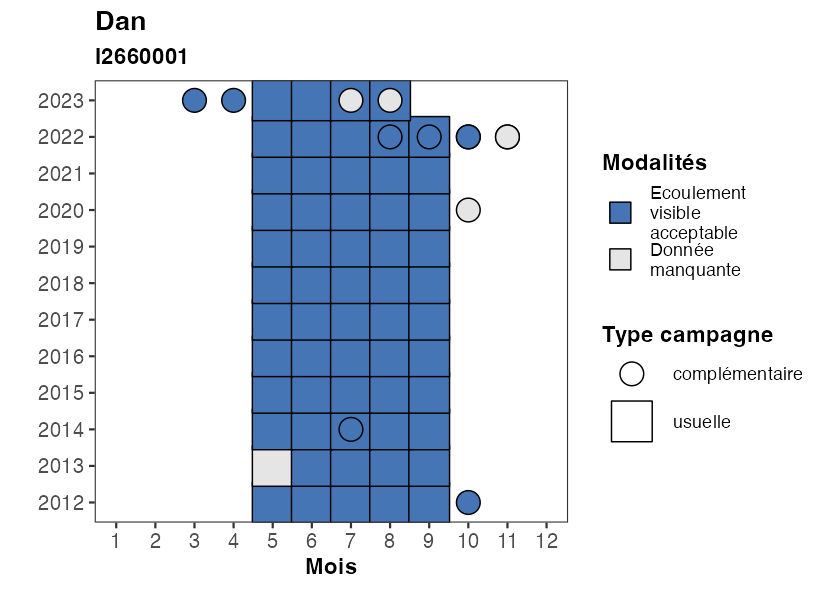 Dan
I2660001
2023
2022
2021
2020
2019
2018
2017
2016
2015
2014
2013
2012
1 2 3 4 5 6 7 8 9 10 11 12
Mois
Modalités
Ecoulement
visible
acceptable
Donnée
manquante
Type campagne
complémentaire
usuelle